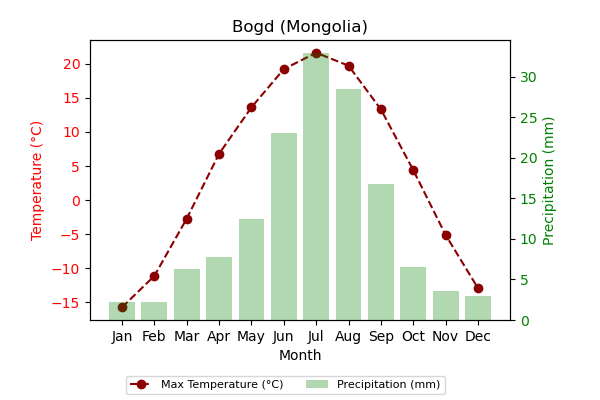 Bogd (Mongolia)
Temperature (°C)
20
15
10
5
0
−5
−10
−15
30
25
20
15
10
5
0
Precipitation (mm)
Jan Feb Mar Apr May Jun Jul Aug Sep Oct Nov Dec
Month
Max Temperature (°C) Precipitation (mm)